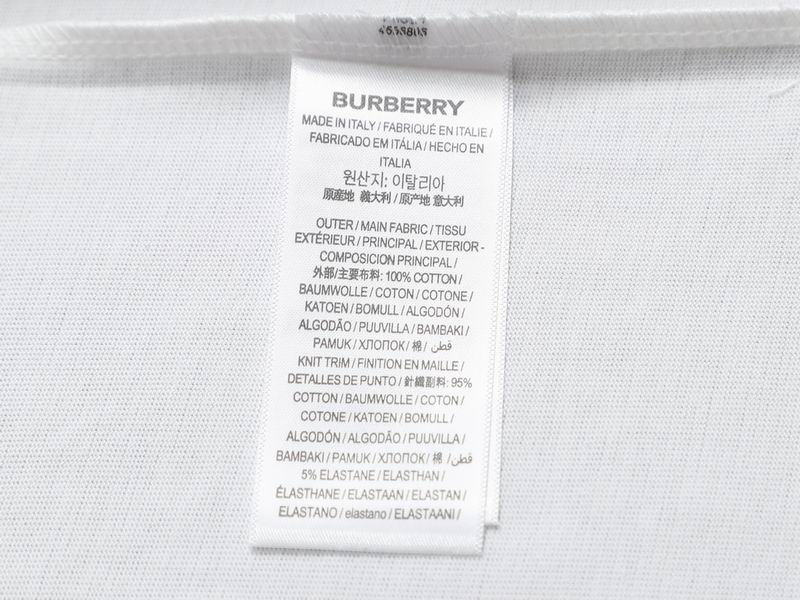 BURBERRY
MADE IN ITALY / FABRIQUÉ EN ITALIE /
FABRICADO EM ITÁLIA / HECHO EN
ITALIA
원산지: 이탈리아
原産地 義大利 / 原产地 意大利
OUTER / MAIN FABRIC / TISSU
EXTÉRIEUR / PRINCIPAL / EXTERIOR -
COMPOSICION PRINCIPAL /
外部/主要布料: 100% COTTON /
BAUMWOLLE / COTON / COTONE /
KATOEN / BOMULL / ALGODÓN /
ALGODÃO / PUUVILLA / BAMBAKI /
PAMUK / ХЛОПОК / 棉 / قطن /
KNIT TRIM / FINITION EN MAILLE /
DETALLES DE PUNTO / 針織副料: 95%
COTTON / BAUMWOLLE / COTON /
COTONE / KATOEN / BOMULL /
ALGODÓN / ALGODÃO / PUUVILLA /
BAMBAKI / PAMUK / ХЛОПОК / 棉 / قطن
5% ELASTANE / ELASTHAN /
ÉLASTHANE / ELASTAAN / ELASTAN /
ELASTANO / elastano / ELASTAANI /